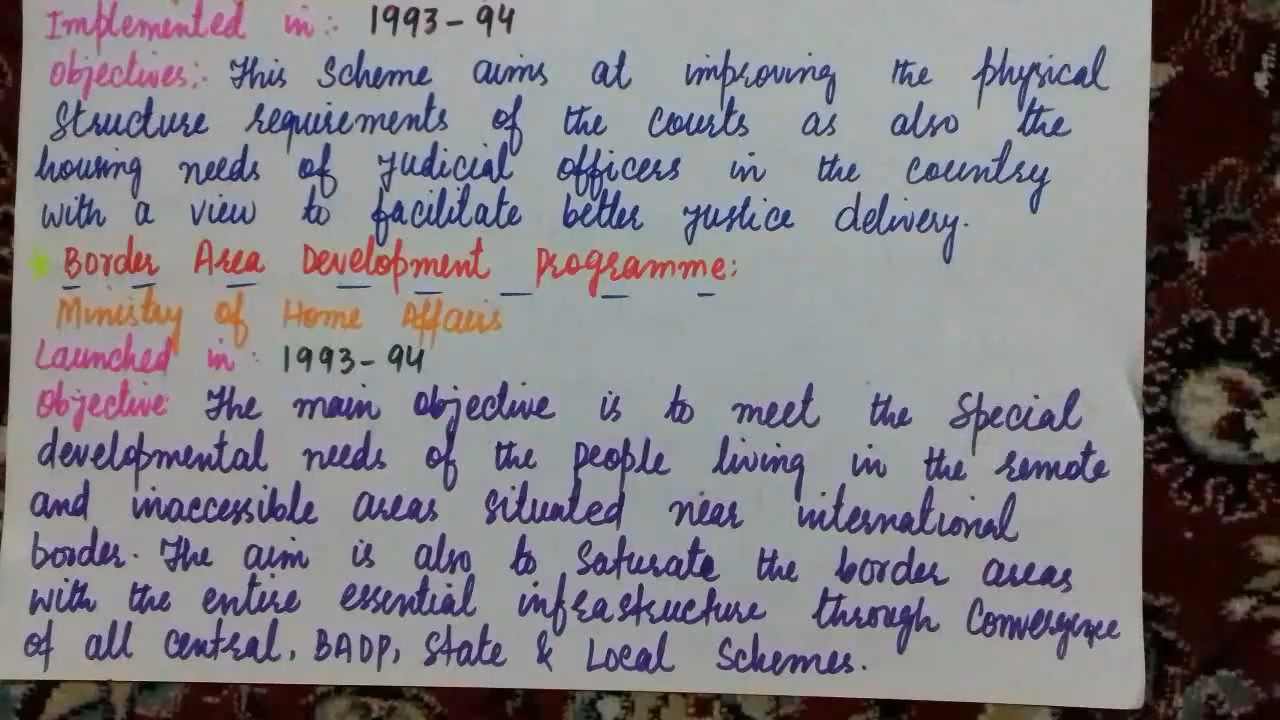 Implemented in:- 1993-94
Objectives:- This Scheme aims at improving the physical
Structure requirements of the courts as also the
housing needs of judicial officers in the country
with a view to facilitate better justice delivery.
Border Area Development Programme:
Ministry of Home Affairs
Launched in: 1993-94
Objective: The main objective is to meet the special
developmental needs of the people living in the remote
and inaccessible areas situated near international
border. The aim is also to saturate the border areas
with the entire essential infrastructure through convergence
of all central, BADP, State & Local Schemes.